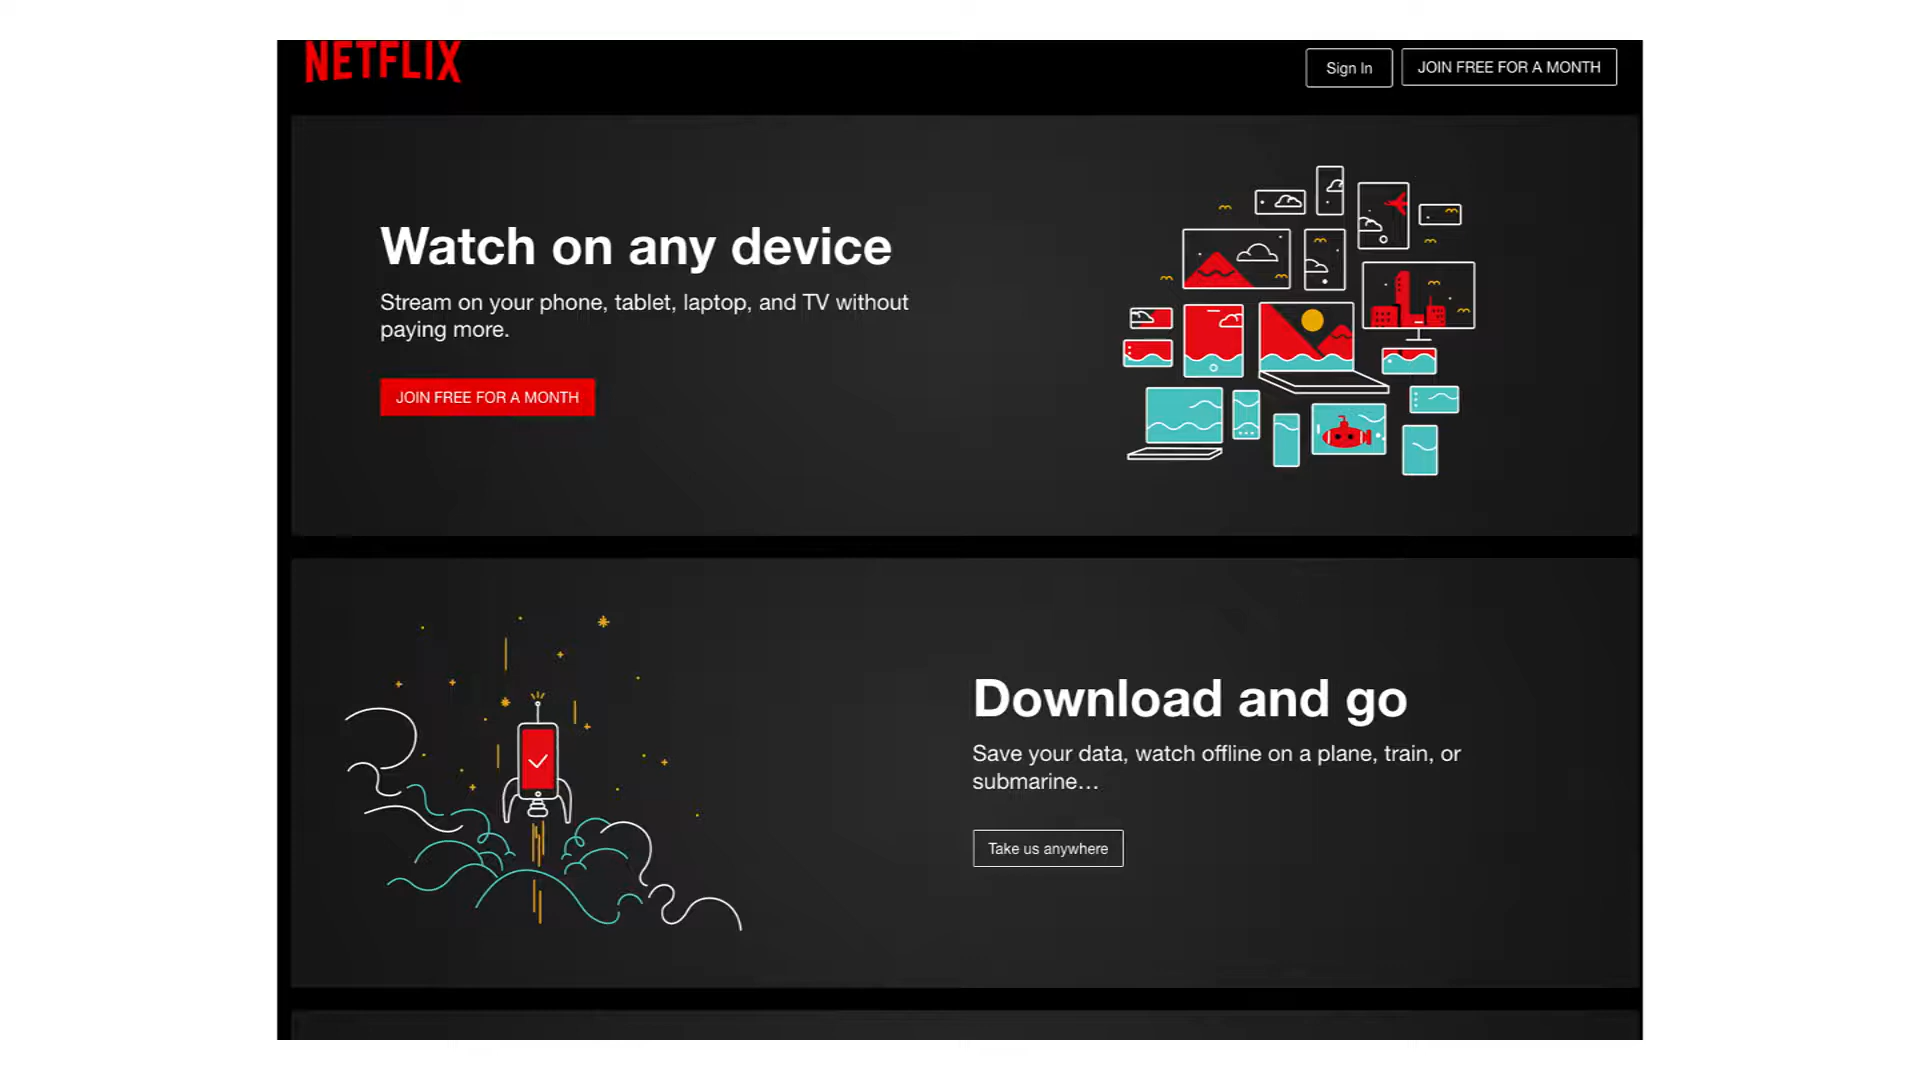 NETFLIX
Sign In
JOIN FREE FOR A MONTH
Watch on any device
Stream on your phone, tablet, laptop, and TV without
paying more.
JOIN FREE FOR A MONTH
Download and go
Save your data, watch offline on a plane, train, or
submarine...
Take us anywhere